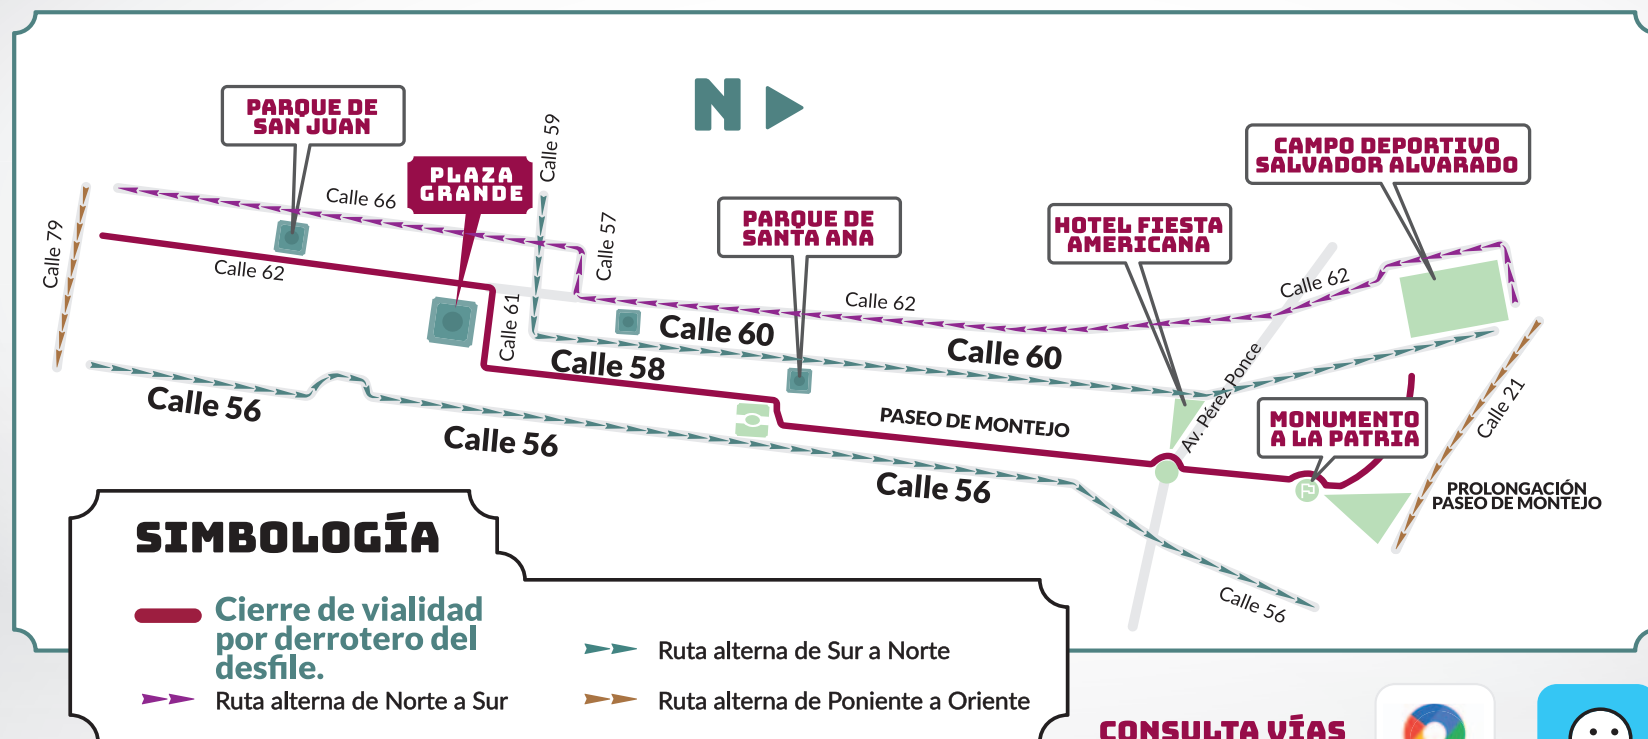 N
PARQUE DE
SAN JUAN
PLAZA
GRANDE
Calle 59
CAMPO DEPORTIVO
SALVADOR ALVARADO
Calle 66
PARQUE DE
SANTA ANA
HOTEL FIESTA
AMERICANA
Calle 57
Calle 79
Calle 62
Calle 61
Calle 62
Calle 62
Calle 60
Calle 60
Calle 58
Av. Pérez Ponce
Calle 56
Calle 56
PASEO DE MONTEJO
MONUMENTO
A LA PATRIA
Calle 21
Calle 56
PROLONGACIÓN
PASEO DE MONTEJO
Calle 56
SIMBOLOGÍA
Cierre de vialidad
por derrotero del
desfile.
Ruta alterna de Norte a Sur
Ruta alterna de Sur a Norte
Ruta alterna de Poniente a Oriente
CONSULTA VÍAS